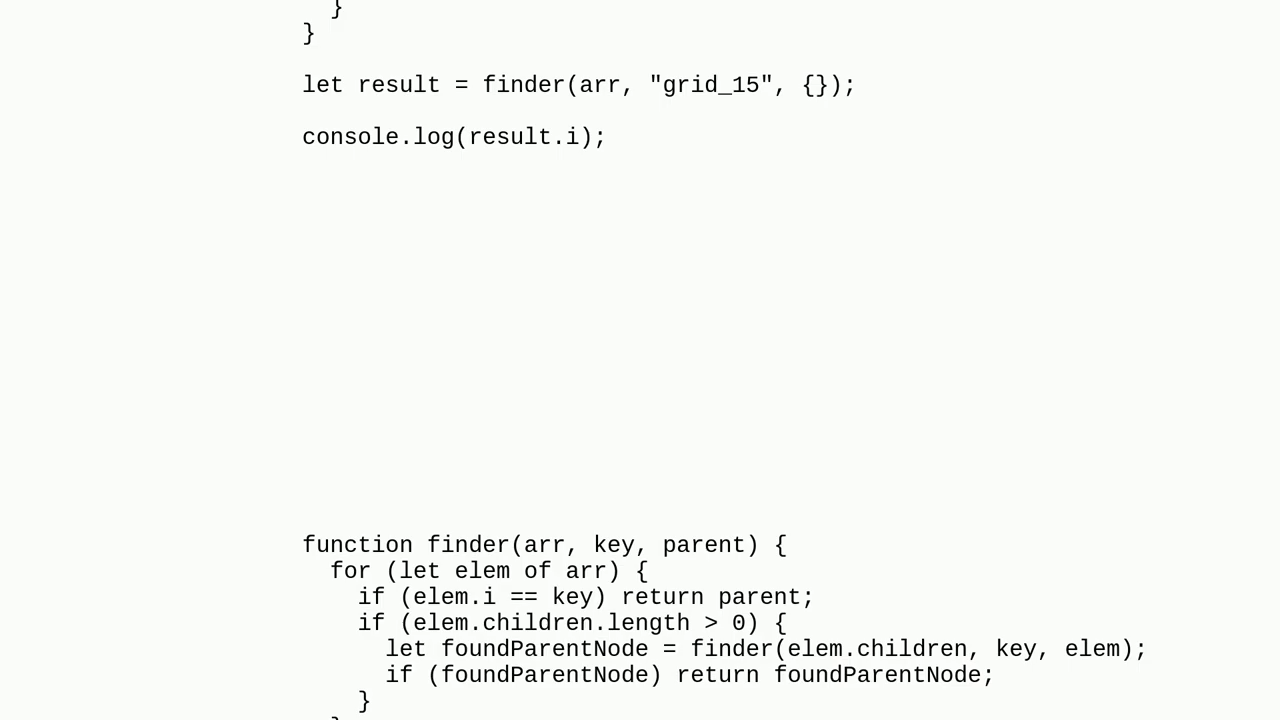 }
}
let result = finder(arr, "grid_15", {});
console.log(result.i);
function finder(arr, key, parent) {
  for (let elem of arr) {
    if (elem.i == key) return parent;
    if (elem.children.length > 0) {
      let foundParentNode = finder(elem.children, key, elem);
      if (foundParentNode) return foundParentNode;
    }
  }